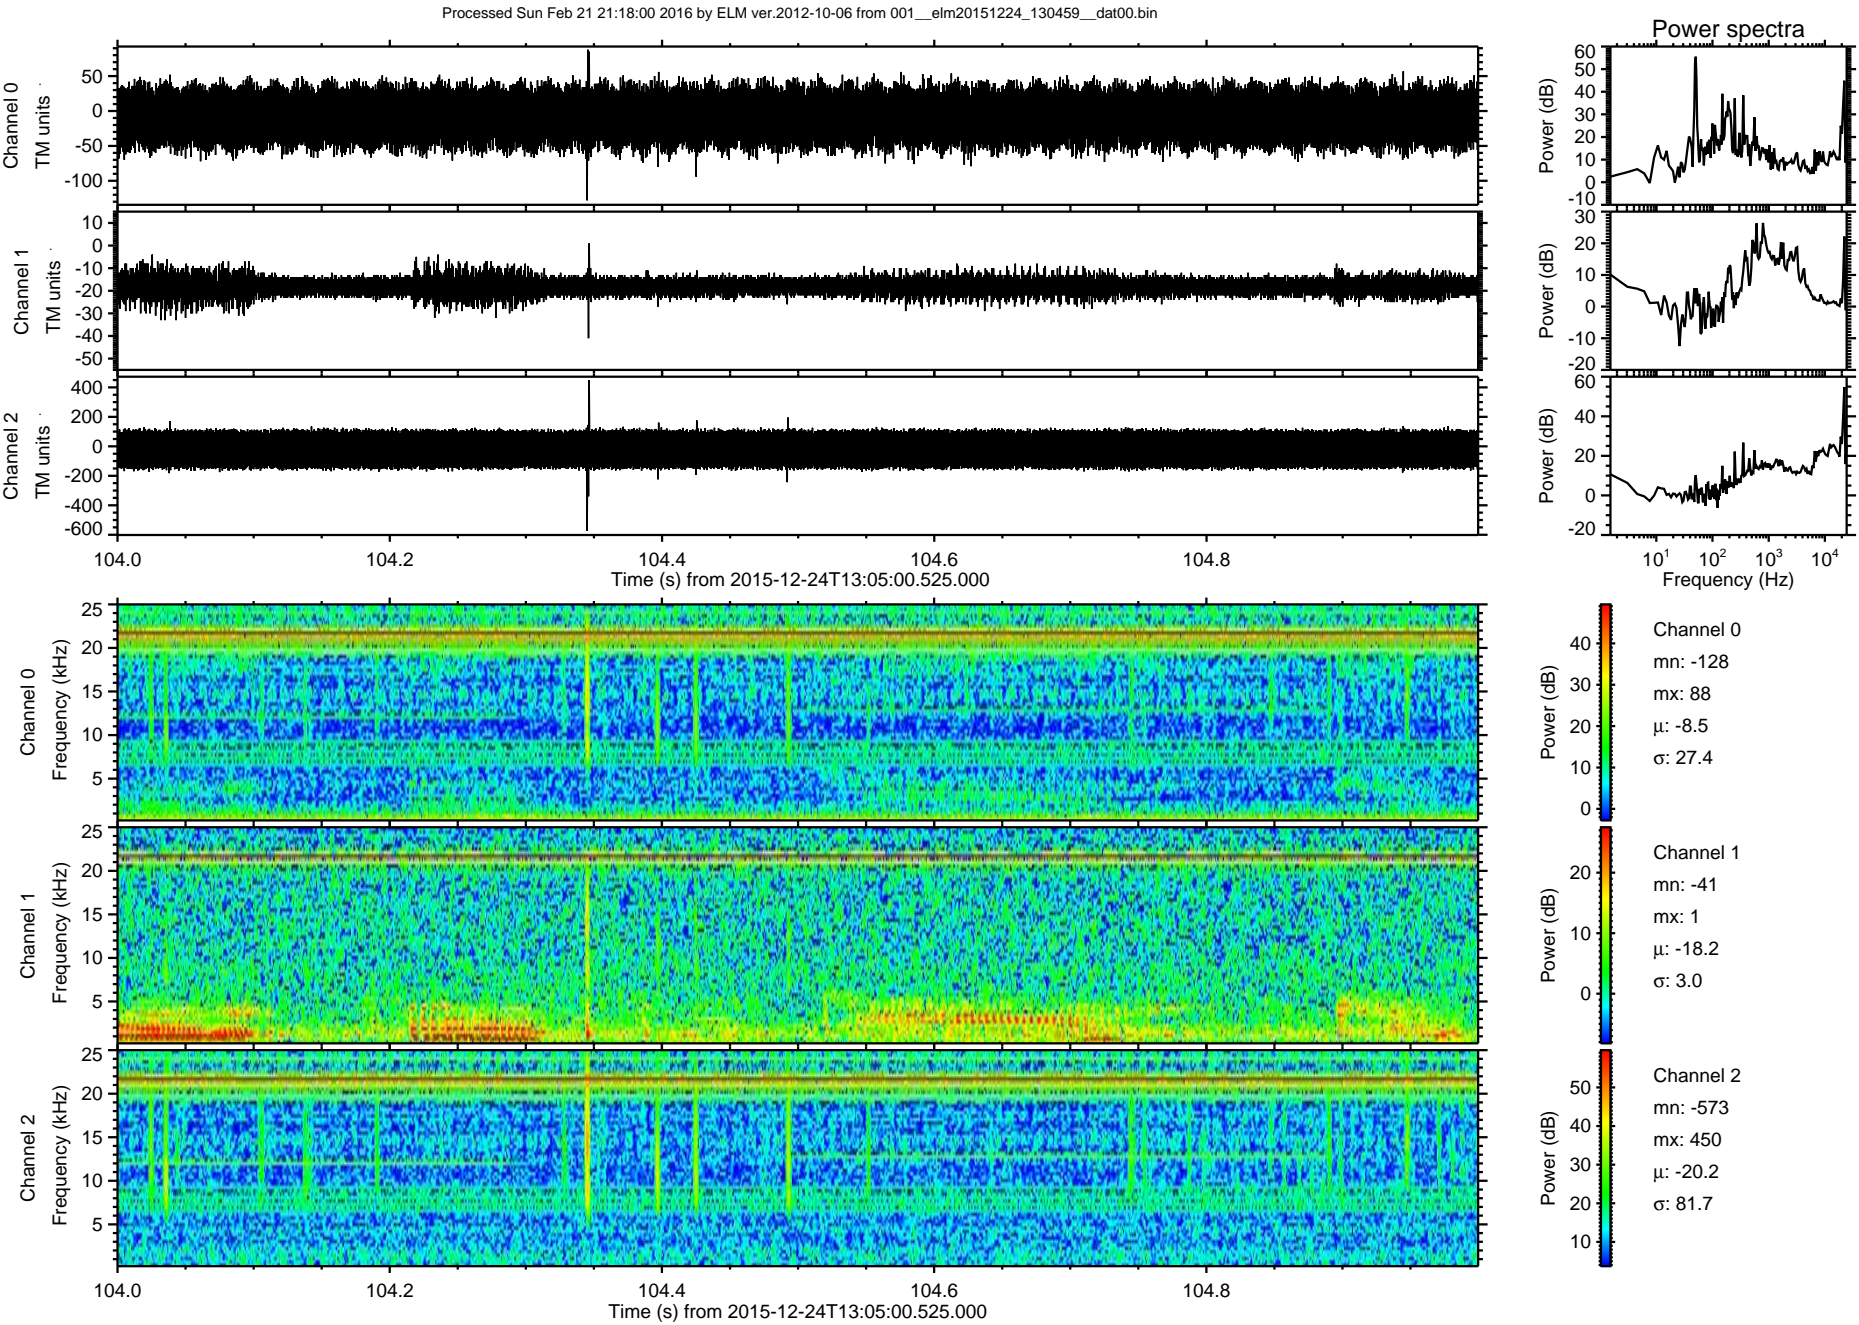 Processed Sun Feb 21 21:18:00 2016 by ELM ver.2012-10-06 from 001__elm20151224_130459__dat00.bin
Power spectra
Channel 0
TM units
50
0
-50
-100
Power (dB)
60
50
40
30
20
10
0
-10
Channel 1
TM units
10
0
-10
-20
-30
-40
-50
Power (dB)
30
20
10
0
-10
-20
Channel 2
TM units
400
200
0
-200
-400
-600
Power (dB)
60
40
20
0
-20
104.0 104.2 104.4 104.6 104.8
Time (s) from 2015-12-24T13:05:00.525.000
10^1 10^2 10^3 10^4
Frequency (Hz)
Channel 0
Frequency (kHz)
25
20
15
10
5
Power (dB)
40
30
20
10
0
Channel 0
mn: -128
mx: 88
μ: -8.5
σ: 27.4
Channel 1
Frequency (kHz)
25
20
15
10
5
Power (dB)
20
10
0
Channel 1
mn: -41
mx: 1
μ: -18.2
σ: 3.0
Channel 2
Frequency (kHz)
25
20
15
10
5
Power (dB)
50
40
30
20
10
Channel 2
mn: -573
mx: 450
μ: -20.2
σ: 81.7
104.0 104.2 104.4 104.6 104.8
Time (s) from 2015-12-24T13:05:00.525.000